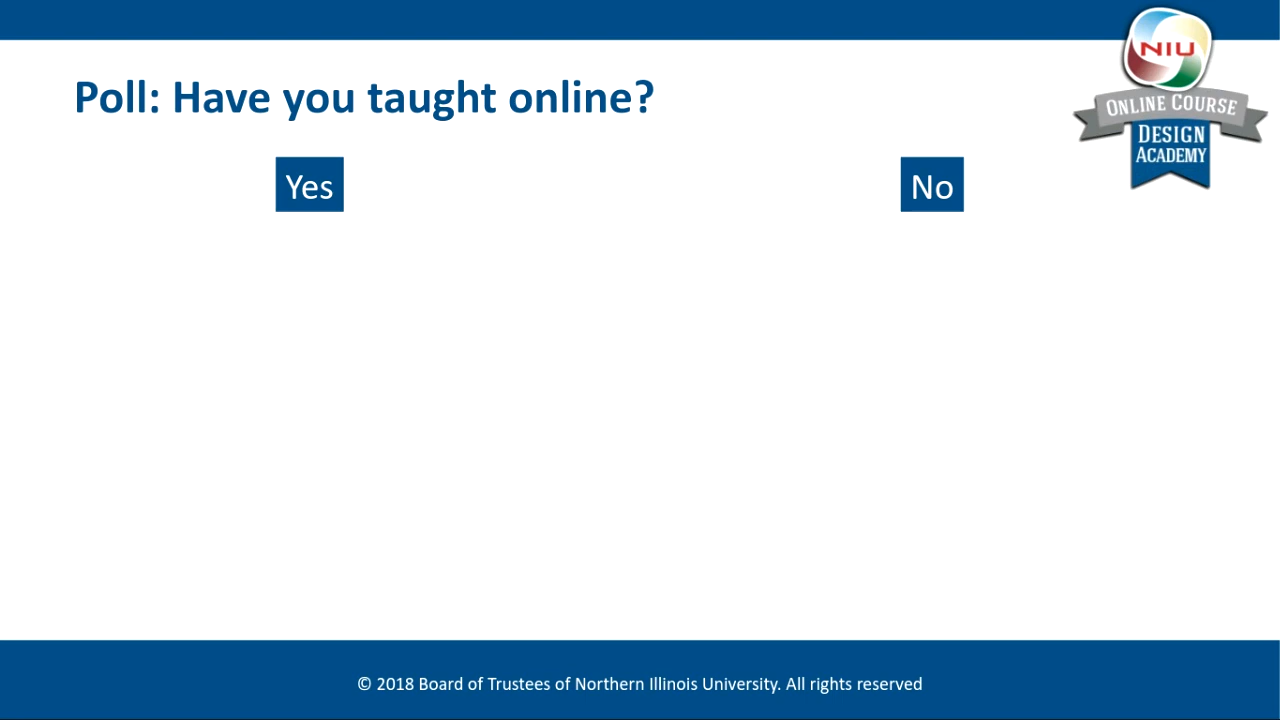 Poll: Have you taught online?
Yes
No
NIU
ONLINE COURSE
DESIGN
ACADEMY
© 2018 Board of Trustees of Northern Illinois University. All rights reserved